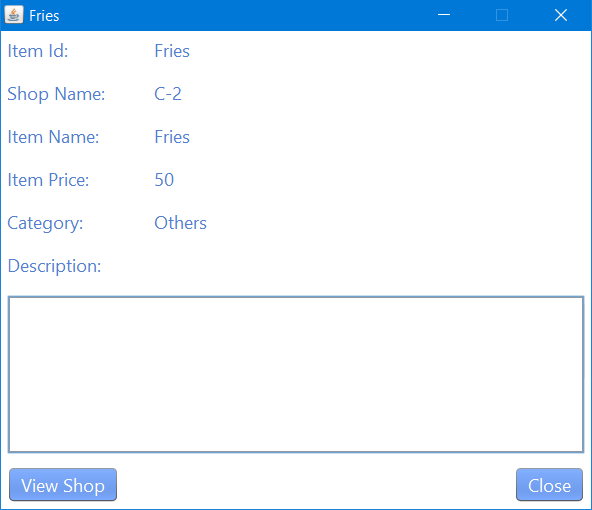 Fries
Item Id: Fries
Shop Name: C-2
Item Name: Fries
Item Price: 50
Category: Others
Description:
View Shop Close